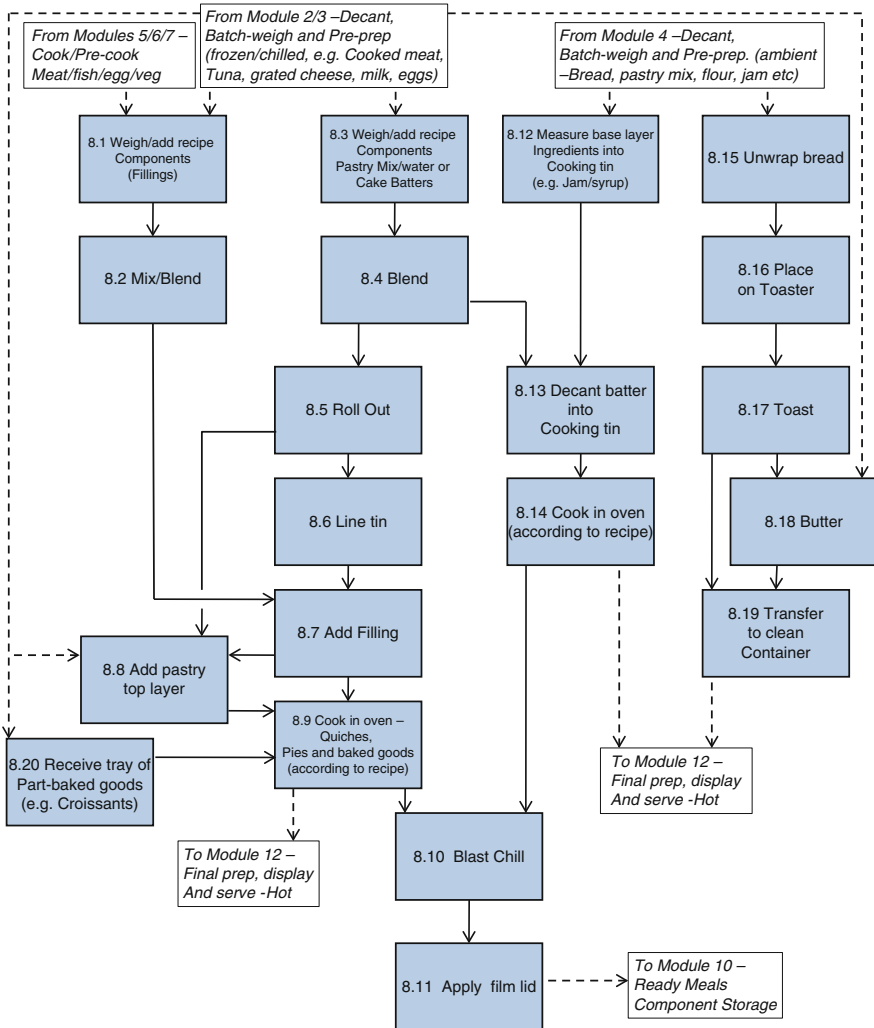 From Modules 5/6/7 –
Cook/Pre-cook
Meat/fish/egg/veg
From Module 2/3 –Decant,
Batch-weigh and Pre-prep
(frozen/chilled, e.g. Cooked meat,
Tuna, grated cheese, milk, eggs)
From Module 4 –Decant,
Batch-weigh and Pre-prep. (ambient
–Bread, pastry mix, flour, jam etc)
8.1 Weigh/add recipe
Components
(Fillings)
8.3 Weigh/add recipe
Components
Pastry Mix/water or
Cake Batters
8.12 Measure base layer
Ingredients into
Cooking tin
(e.g. Jam/syrup)
8.15 Unwrap bread
8.2 Mix/Blend
8.4 Blend
8.16 Place
on Toaster
8.5 Roll Out
8.13 Decant batter
into
Cooking tin
8.17 Toast
8.6 Line tin
8.14 Cook in oven
(according to recipe)
8.18 Butter
8.7 Add Filling
8.19 Transfer
to clean
Container
8.8 Add pastry
top layer
8.9 Cook in oven –
Quiches,
Pies and baked goods
(according to recipe)
8.20 Receive tray of
Part-baked goods
(e.g. Croissants)
To Module 12 –
Final prep, display
And serve -Hot
To Module 12 –
Final prep, display
And serve -Hot
8.10 Blast Chill
8.11 Apply film lid
To Module 10 –
Ready Meals
Component Storage